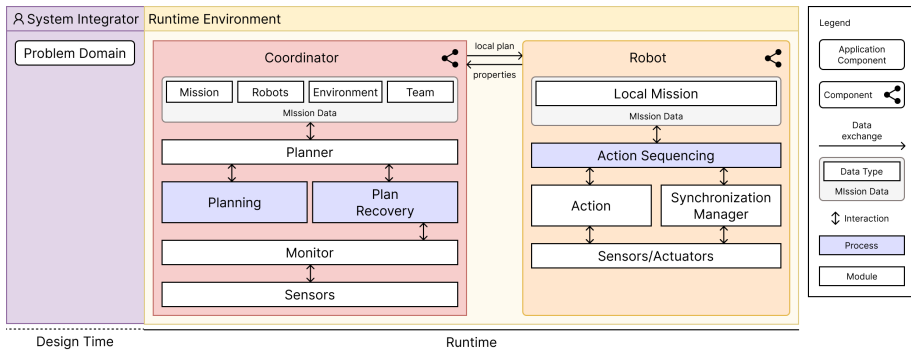 System Integrator
Runtime Environment
Problem Domain
Coordinator
Mission
Robots
Environment
Team
MIssion Data
Planner
Planning
Plan
Recovery
Monitor
Sensors
local plan
properties
Robot
Local Mission
MIssion Data
Action Sequencing
Action
Synchronization
Manager
Sensors/Actuators
Design Time
Runtime
Legend
Application
Component
Component
Data
exchange
Data Type
MIssion Data
Interaction
Process
Module